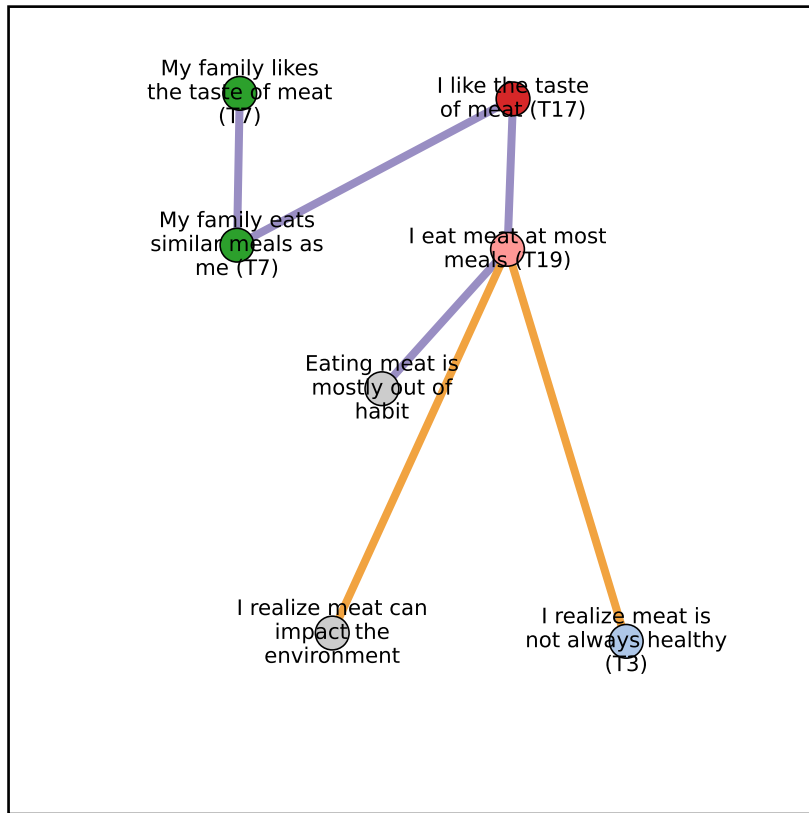 My family likes
the taste of meat
(T7)
I like the taste
of meat (T17)
My family eats
similar meals as
me (T7)
I eat meat at most
meals (T19)
Eating meat is
mostly out of
habit
I realize meat can
impact the
environment
I realize meat is
not always healthy
(T3)